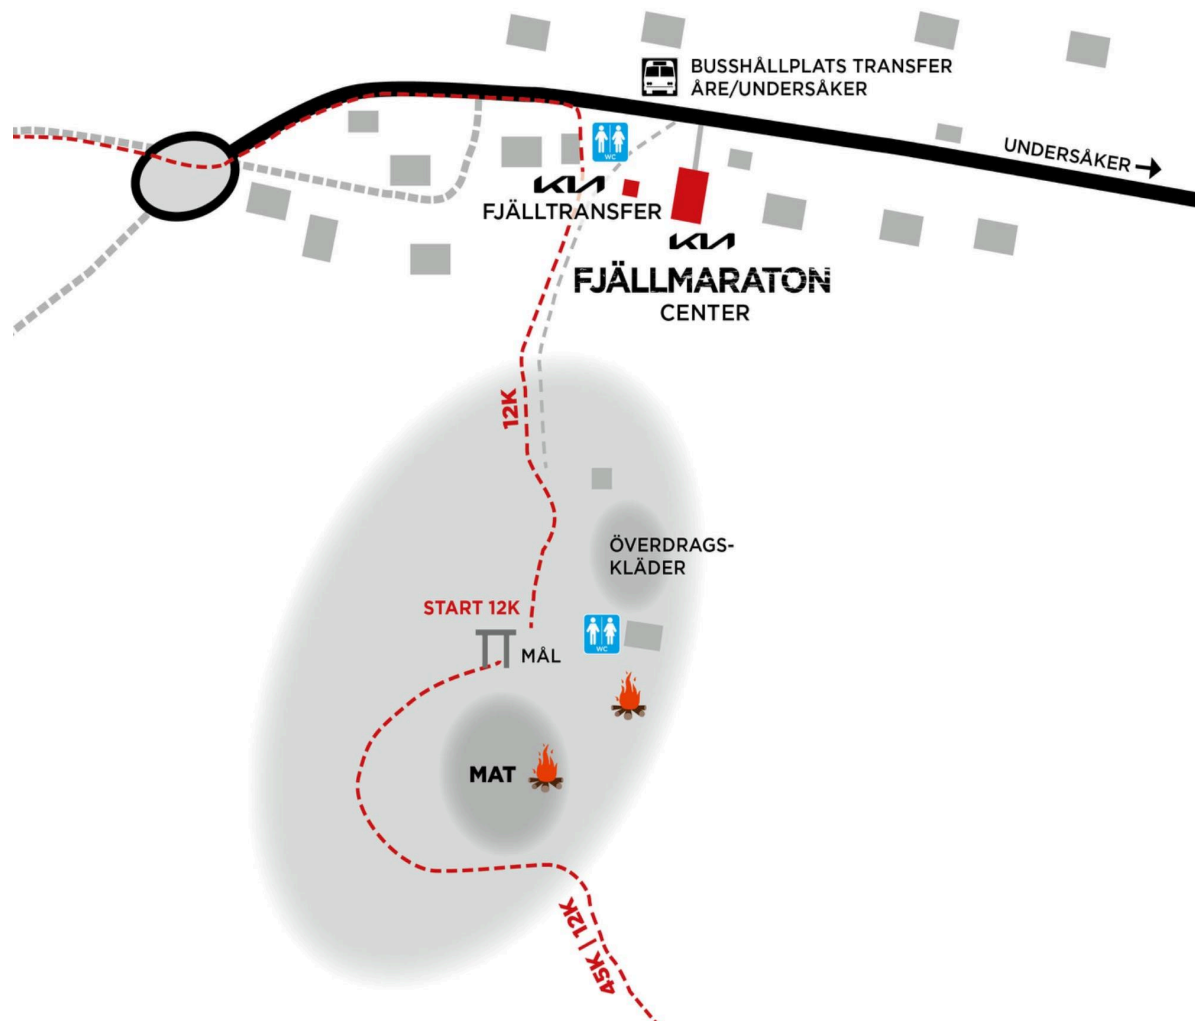 BUSSHÅLLPLATS TRANSFER
ÅRE/UNDERSÅKER
UNDERSÅKER
WC
KIA
FJÄLLTRANSFER
KIA
FJÄLLMARATON
CENTER
12K
ÖVERDRAGS-
KLÄDER
START 12K
WC
MÅL
MAT
45K | 12K